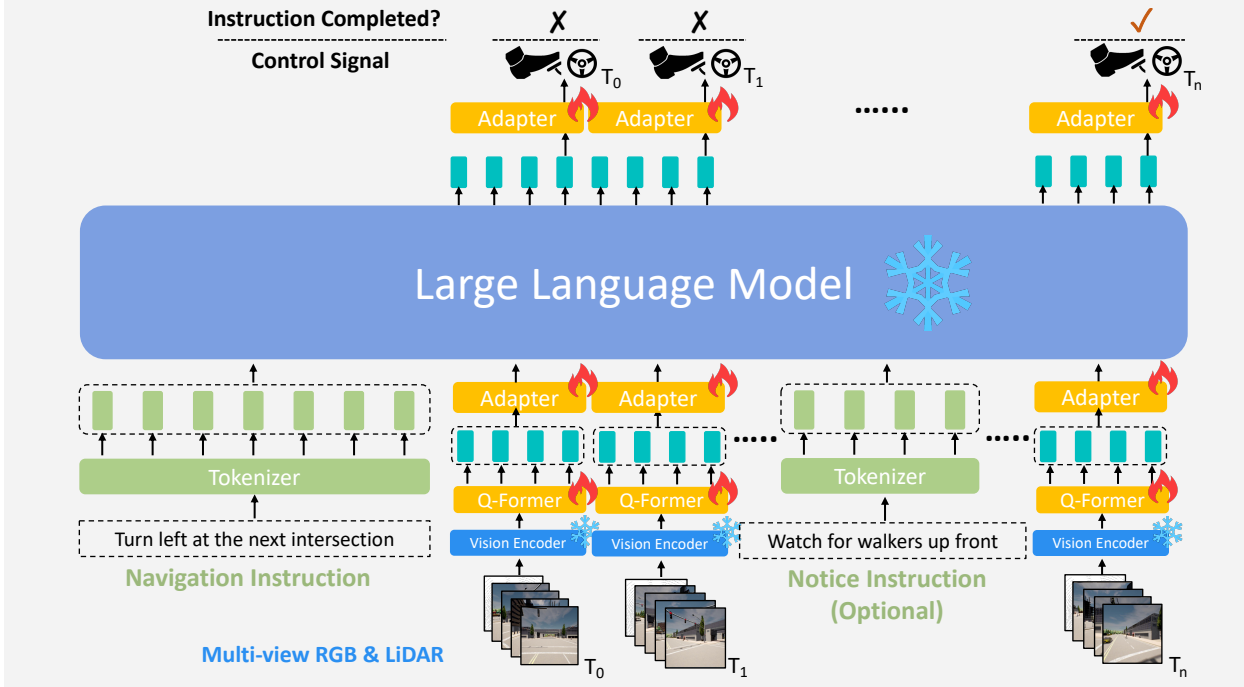 Instruction Completed?
✗ ✗ ✓
Control Signal
T0 T1 Tn
Adapter Adapter ...... Adapter
Large Language Model
Adapter Adapter Adapter
..... .....
Tokenizer Tokenizer
Q-Former Q-Former Q-Former
Turn left at the next intersection Vision Encoder Vision Encoder Watch for walkers up front Vision Encoder
Navigation Instruction Notice Instruction
(Optional)
Multi-view RGB & LiDAR T0 T1 Tn